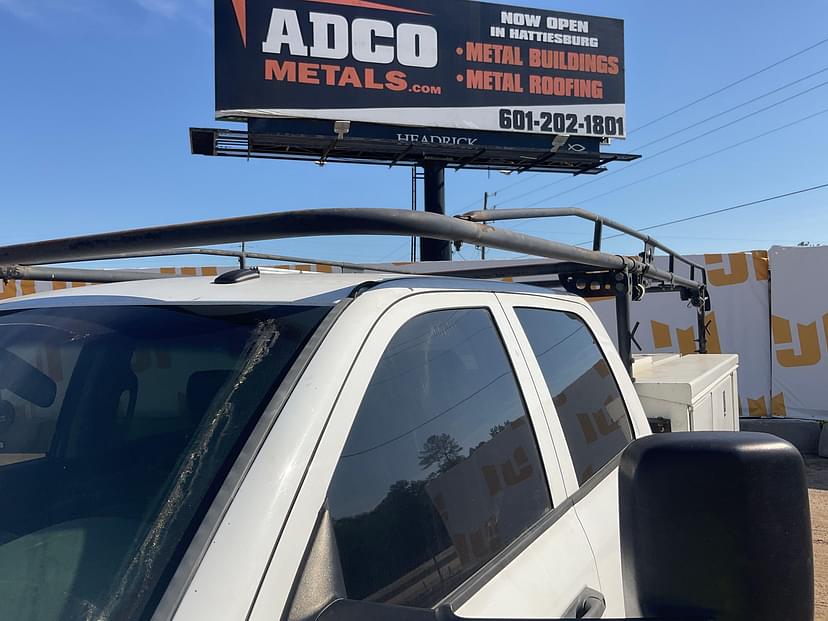 ADCO
METALS.COM
NOW OPEN
IN HATTIESBURG
•METAL BUILDINGS
•METAL ROOFING
601-202-1801
HEADRICK